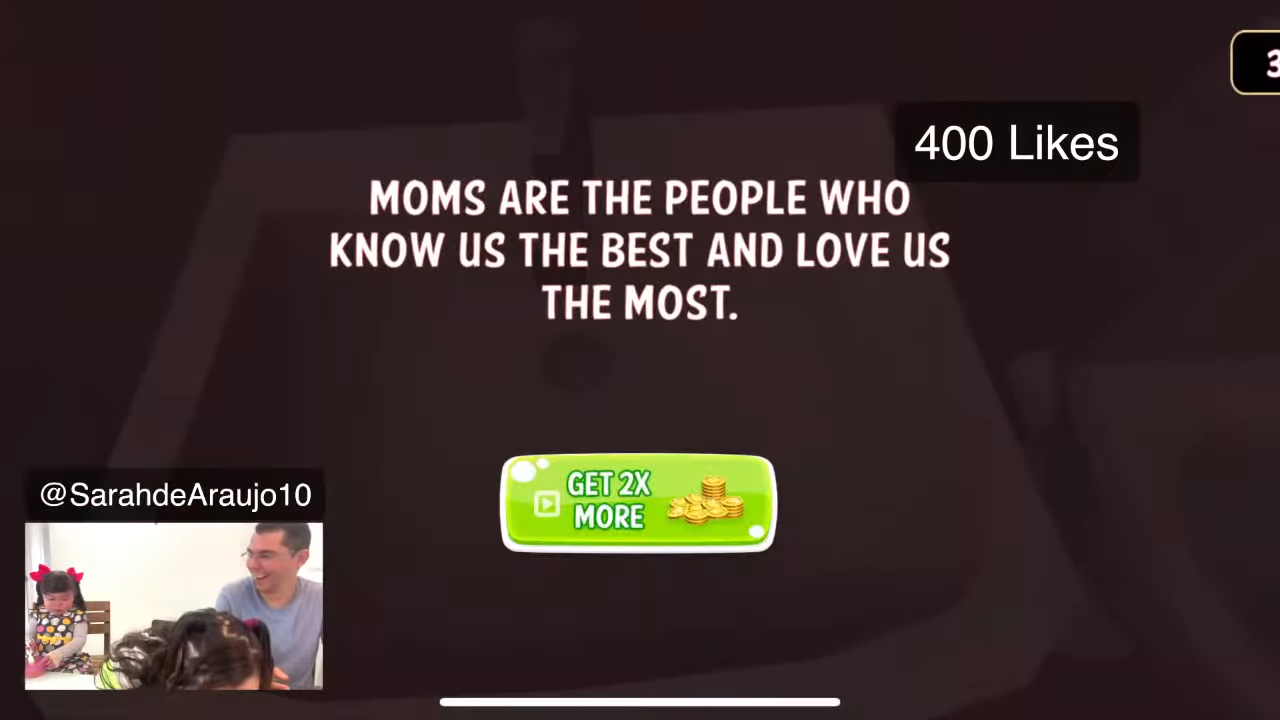 3
400 Likes
MOMS ARE THE PEOPLE WHO
KNOW US THE BEST AND LOVE US
THE MOST.
GET 2X
MORE
@SarahdeAraujo10